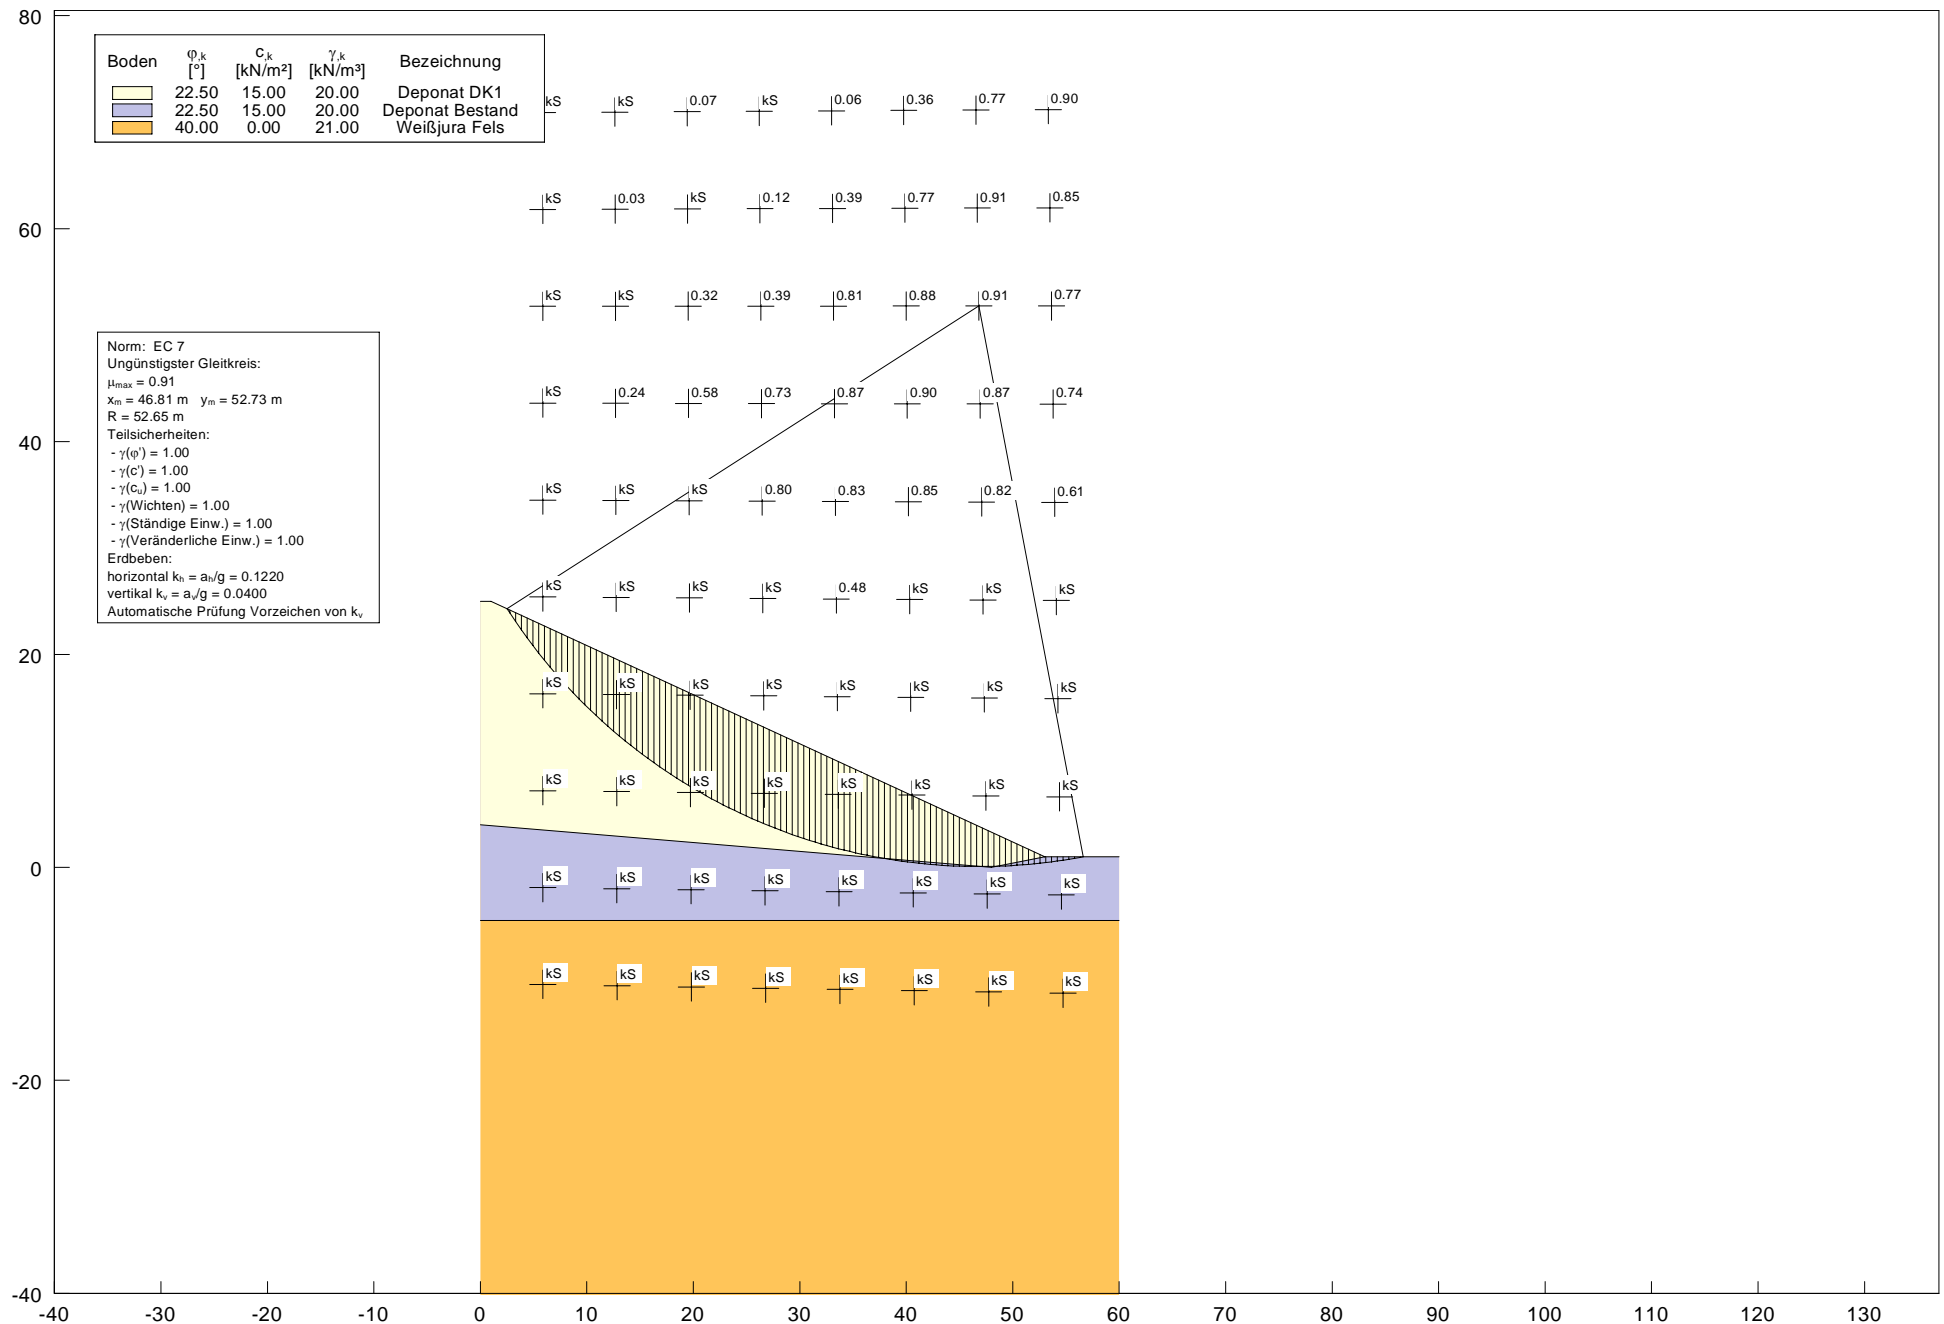 80
Boden φ,k c,k γ,k Bezeichnung
[°] [kN/m²] [kN/m³]
22.50 15.00 20.00 Deponat DK1
22.50 15.00 20.00 Deponat Bestand
40.00 0.00 21.00 Weißjura Fels
kS kS 0.07 kS 0.06 0.36 0.77 0.90
kS 0.03 kS 0.12 0.39 0.77 0.91 0.85
60
kS kS 0.32 0.39 0.81 0.88 0.91 0.77
Norm: EC 7
Ungünstigster Gleitkreis:
μmax = 0.91
xm = 46.81 m ym = 52.73 m
R = 52.65 m
Teilsicherheiten:
- γ(φ') = 1.00
- γ(c') = 1.00
- γ(cu) = 1.00
- γ(Wichten) = 1.00
- γ(Ständige Einw.) = 1.00
- γ(Veränderliche Einw.) = 1.00
Erdbeben:
horizontal kh = ah/g = 0.1220
vertikal kv = av/g = 0.0400
Automatische Prüfung Vorzeichen von kv
kS 0.24 0.58 0.73 0.87 0.90 0.87 0.74
40
kS kS kS 0.80 0.83 0.85 0.82 0.61
kS kS kS kS 0.48 kS kS kS
20
kS kS kS kS kS kS kS kS
kS kS kS kS kS kS kS kS
0
kS kS kS kS kS kS kS kS
kS kS kS kS kS kS kS kS
-20
-40
-40 -30 -20 -10 0 10 20 30 40 50 60 70 80 90 100 110 120 130